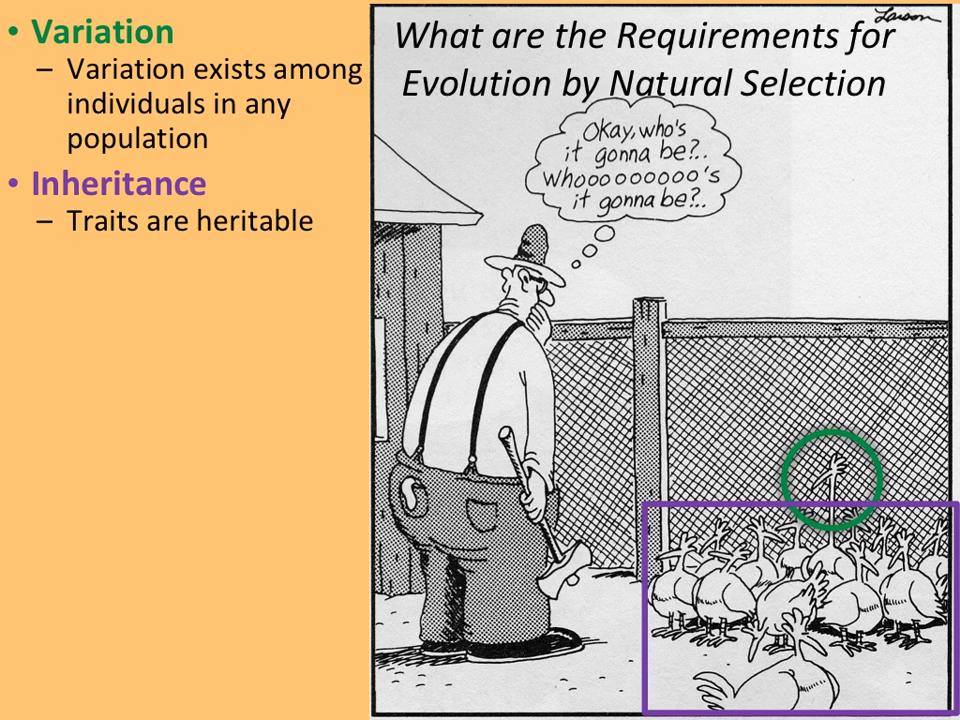 • Variation
– Variation exists among
individuals in any
population
• Inheritance
– Traits are heritable
Larson
What are the Requirements for
Evolution by Natural Selection
Okay, who's
it gonna be?..
Whooooooooo's
it gonna be?..